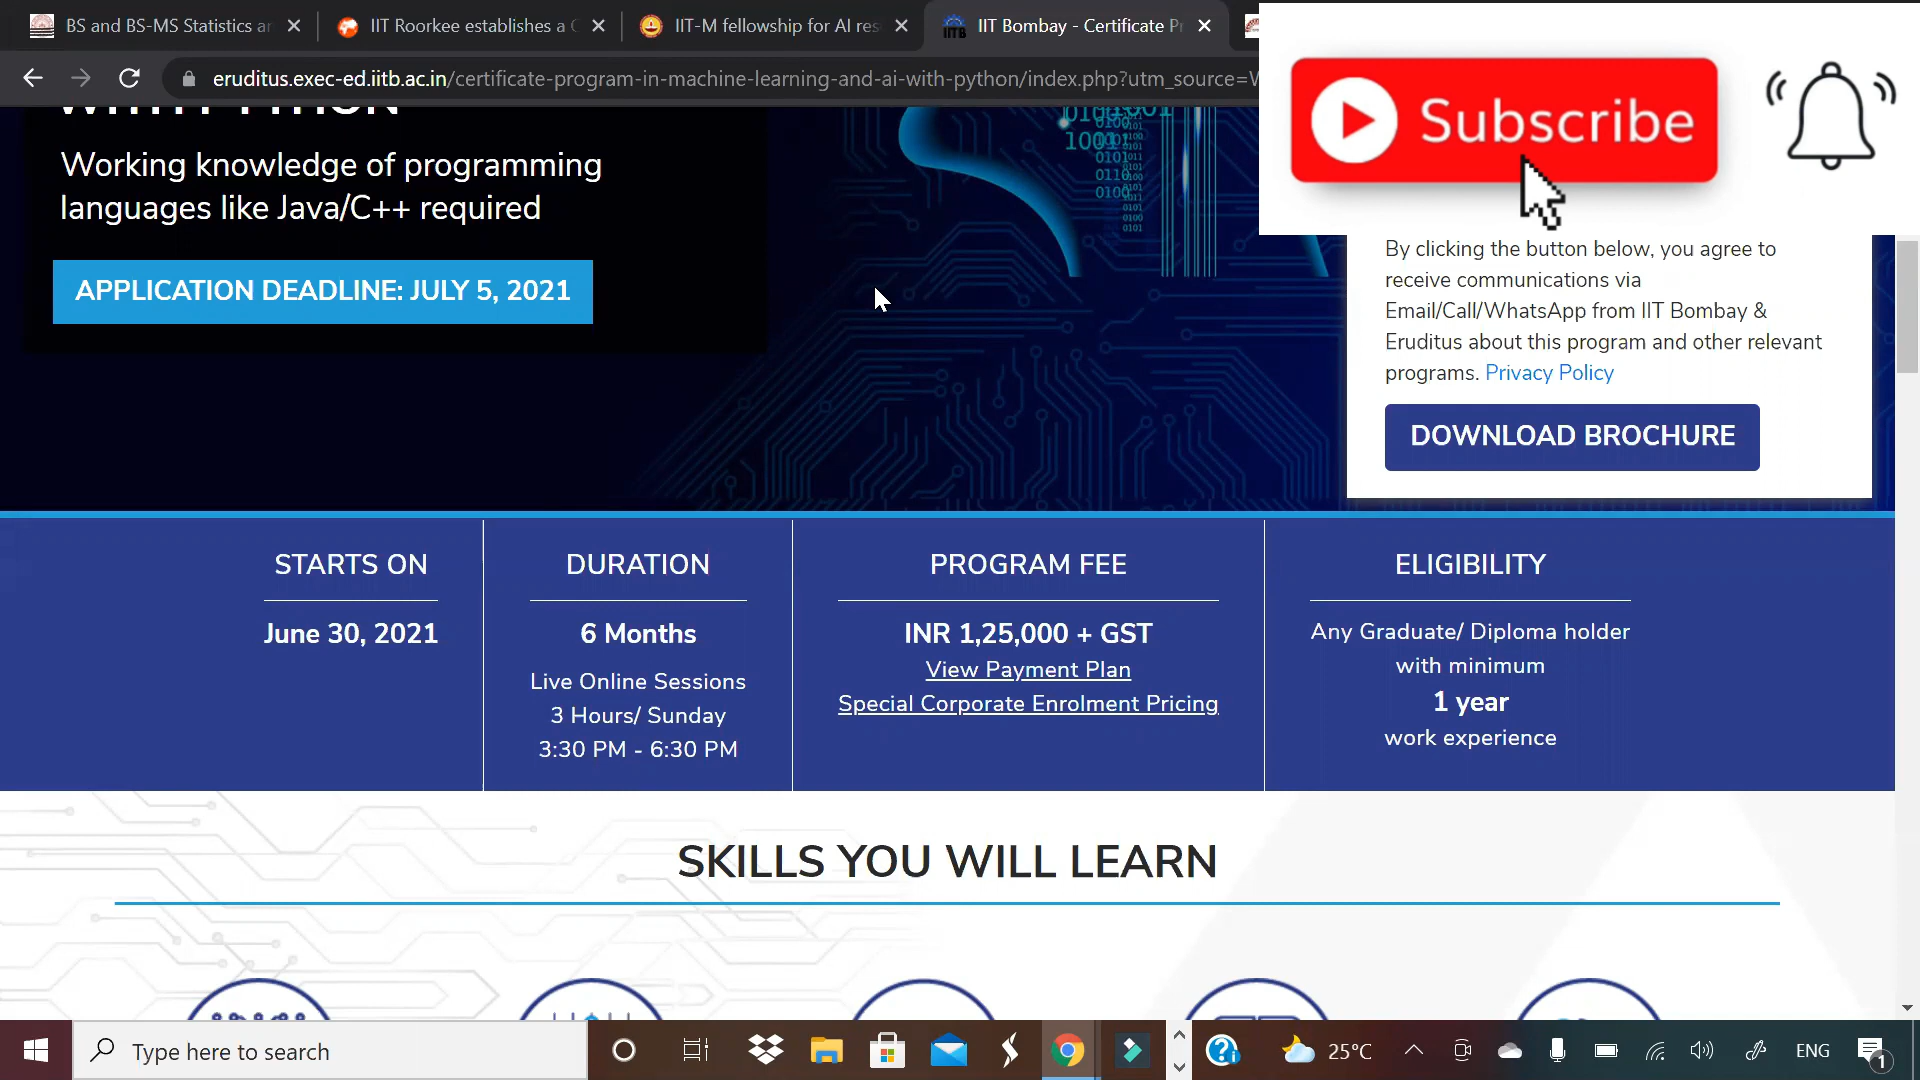 BS and BS-MS Statistics ar
IIT Roorkee establishes a C
IIT-M fellowship for AI res
IIT Bombay - Certificate Pr
eruditus.exec-ed.iitb.ac.in/certificate-program-in-machine-learning-and-ai-with-python/index.php?utm_source=W
Subscribe
WITH PYTHON
Working knowledge of programming
languages like Java/C++ required
APPLICATION DEADLINE: JULY 5, 2021
By clicking the button below, you agree to
receive communications via
Email/Call/WhatsApp from IIT Bombay &
Eruditus about this program and other relevant
programs. Privacy Policy
DOWNLOAD BROCHURE
STARTS ON
June 30, 2021
DURATION
6 Months
Live Online Sessions
3 Hours/ Sunday
3:30 PM - 6:30 PM
PROGRAM FEE
INR 1,25,000 + GST
View Payment Plan
Special Corporate Enrolment Pricing
ELIGIBILITY
Any Graduate/ Diploma holder
with minimum
1 year
work experience
SKILLS YOU WILL LEARN
Type here to search
25°C
ENG
1